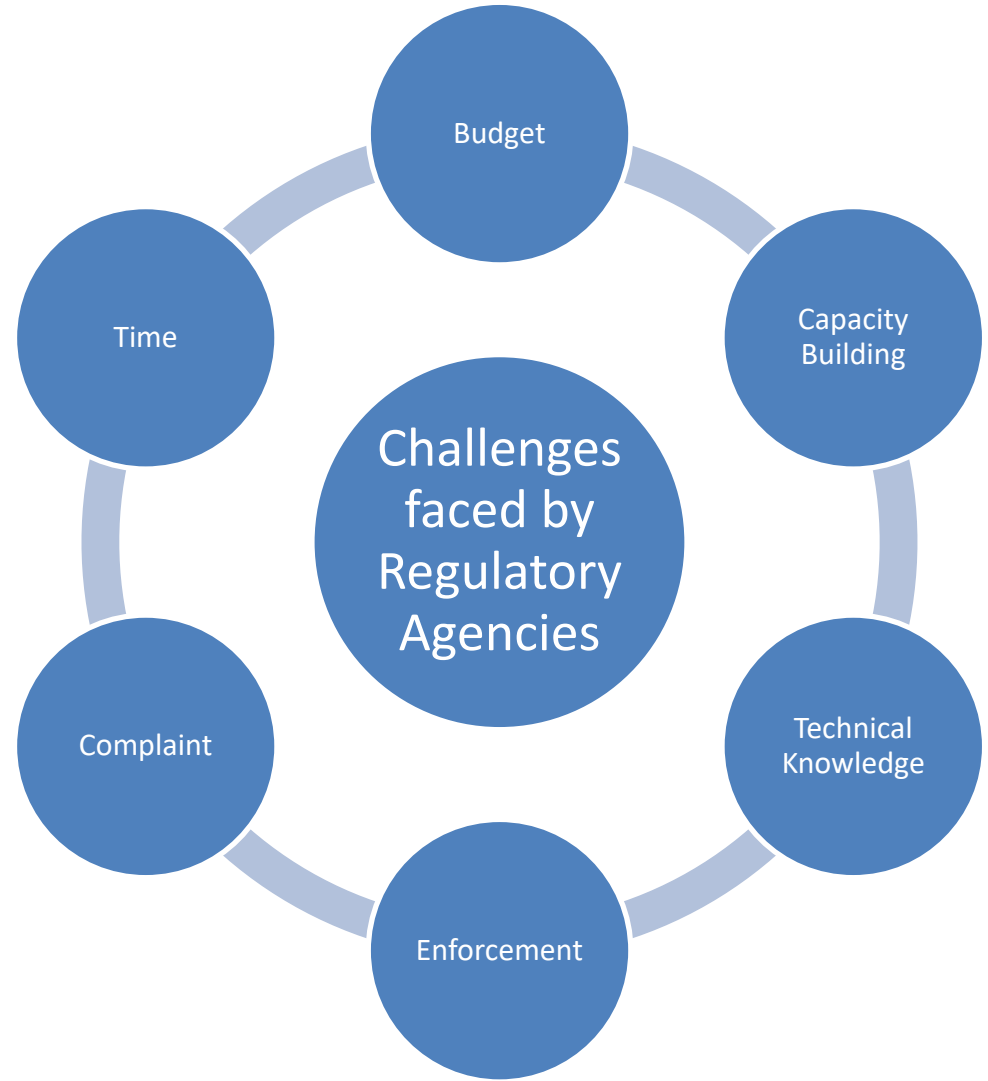 Budget
Capacity
Building
Technical
Knowledge
Enforcement
Complaint
Time
Challenges
faced by
Regulatory
Agencies